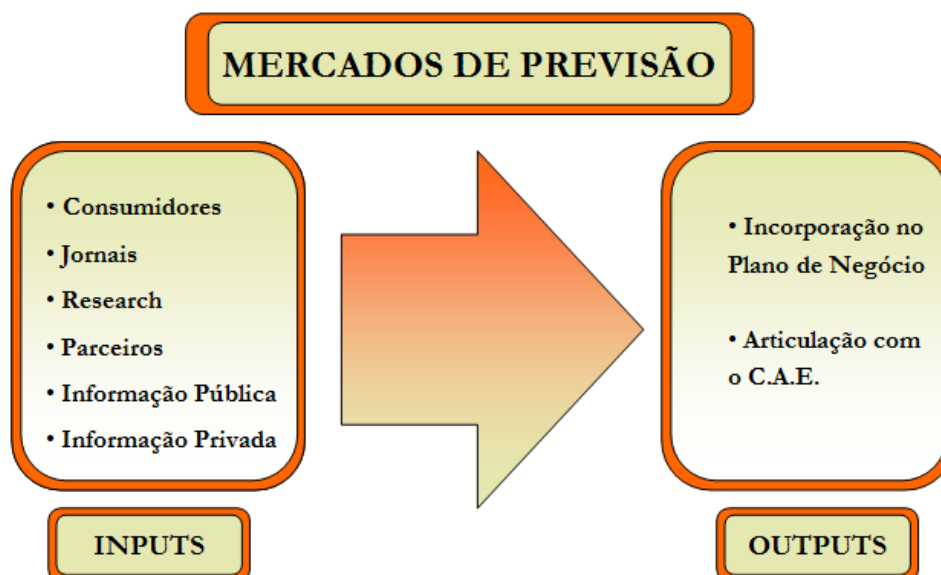 MERCADOS DE PREVISÃO
• Consumidores
• Jornais
• Research
• Parceiros
• Informação Pública
• Informação Privada
INPUTS
• Incorporação no
Plano de Negócio
• Articulação com
o C.A.E.
OUTPUTS